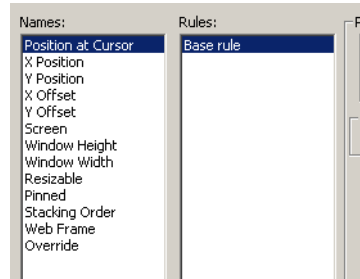 Names:
Rules:
Position at Cursor
Base rule
X Position
Y Position
X Offset
Y Offset
Screen
Window Height
Window Width
Resizable
Pinned
Stacking Order
Web Frame
Override